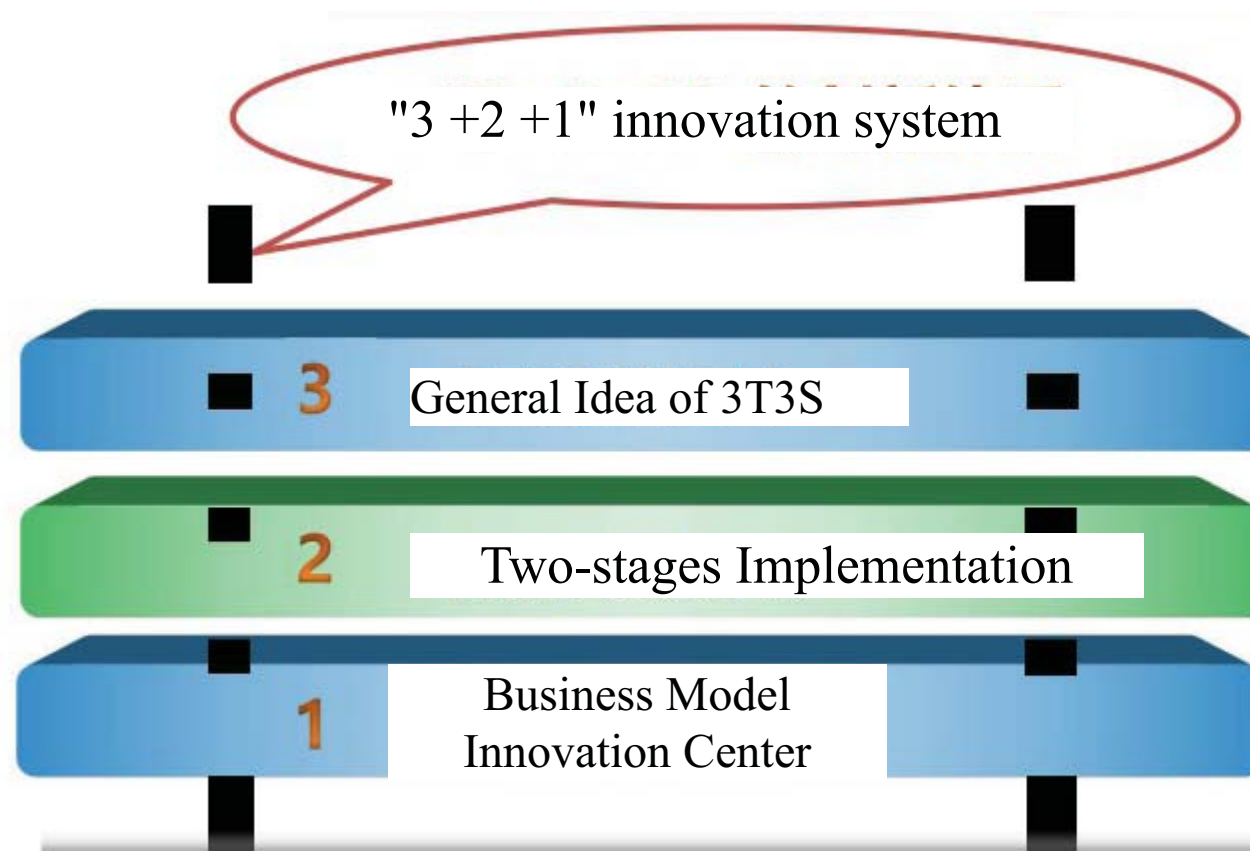 "3 +2 +1" innovation system
3 General Idea of 3T3S
2 Two-stages Implementation
1 Business Model
Innovation Center